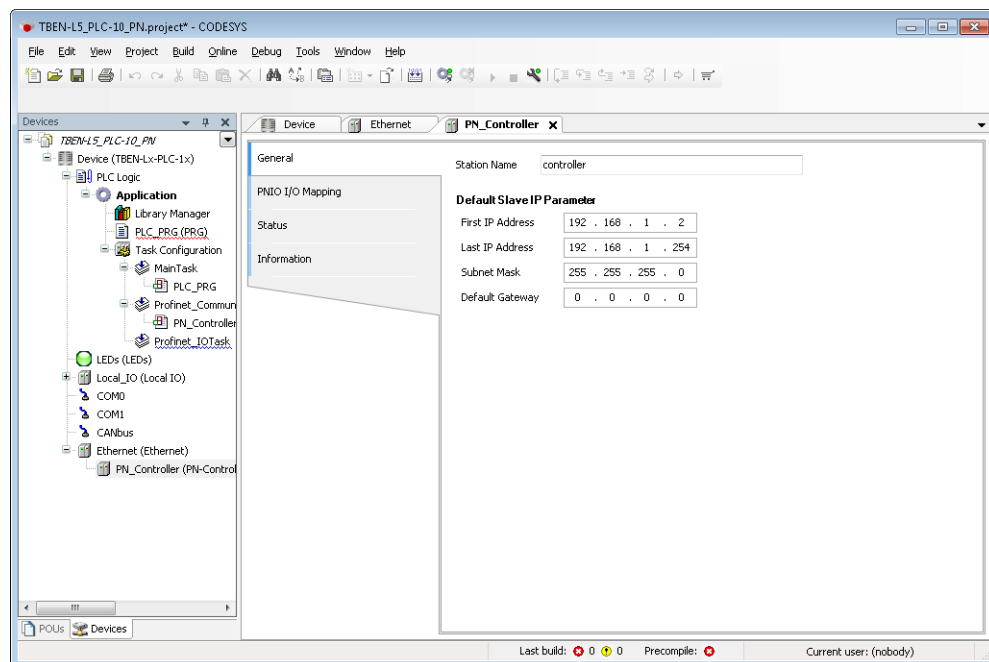 TBEN-L5_PLC-10_PN.project* - CODESYS
File Edit View Project Build Online Debug Tools Window Help
Devices
TBEN-L5_PLC-10_PN
Device (TBEN-Lx-PLC-1x)
PLC Logic
Application
Library Manager
PLC_PRG (PRG)
Task Configuration
MainTask
PLC_PRG
Profinet_Commun
PN_Controller
Profinet_IOTask
LEDs (LEDs)
Local_IO (Local IO)
COM0
COM1
CANbus
Ethernet (Ethernet)
PN_Controller (PN-Control
POUs Devices
Device Ethernet PN_Controller
General
PNIO I/O Mapping
Status
Information
Station Name controller
Default Slave IP Parameter
First IP Address 192 . 168 . 1 . 2
Last IP Address 192 . 168 . 1 . 254
Subnet Mask 255 . 255 . 255 . 0
Default Gateway 0 . 0 . 0 . 0
Last build: 0 0 Precompile: Current user: (nobody)